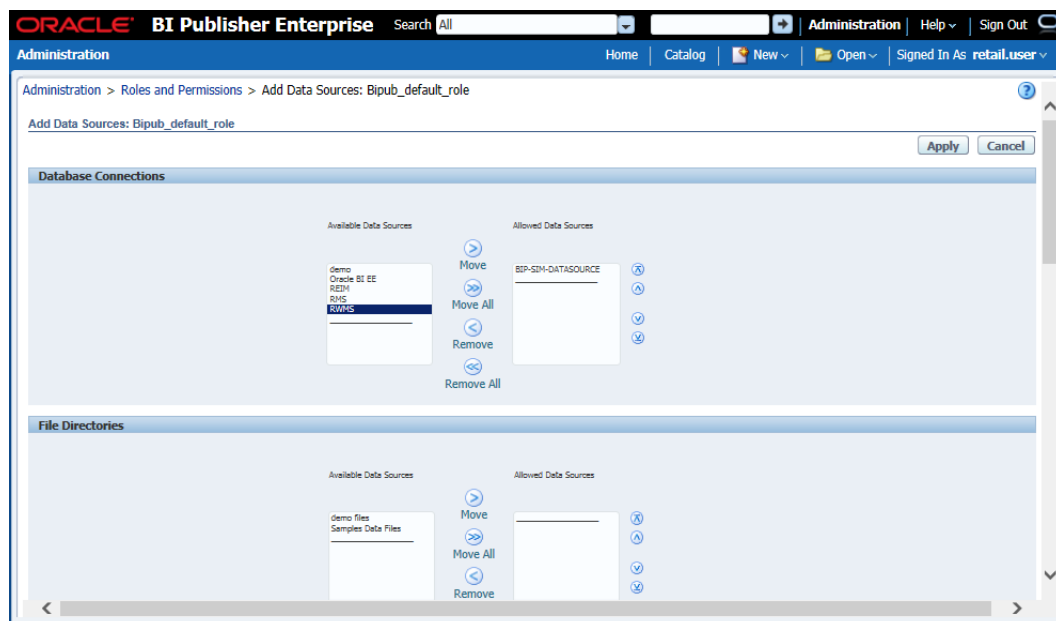 ORACLE BI Publisher Enterprise Search All Administration Help Sign Out
Administration Home Catalog New Open Signed In As retail.user
Administration > Roles and Permissions > Add Data Sources: Bipub_default_role
Add Data Sources: Bipub_default_role
Apply Cancel
Database Connections
Available Data Sources
demo
Oracle BI EE
REIM
RMS
RWMS
Move
Move All
Remove
Remove All
Allowed Data Sources
BIP-SIM-DATASOURCE
File Directories
Available Data Sources
demo files
Samples Data Files
Move
Move All
Remove
Allowed Data Sources